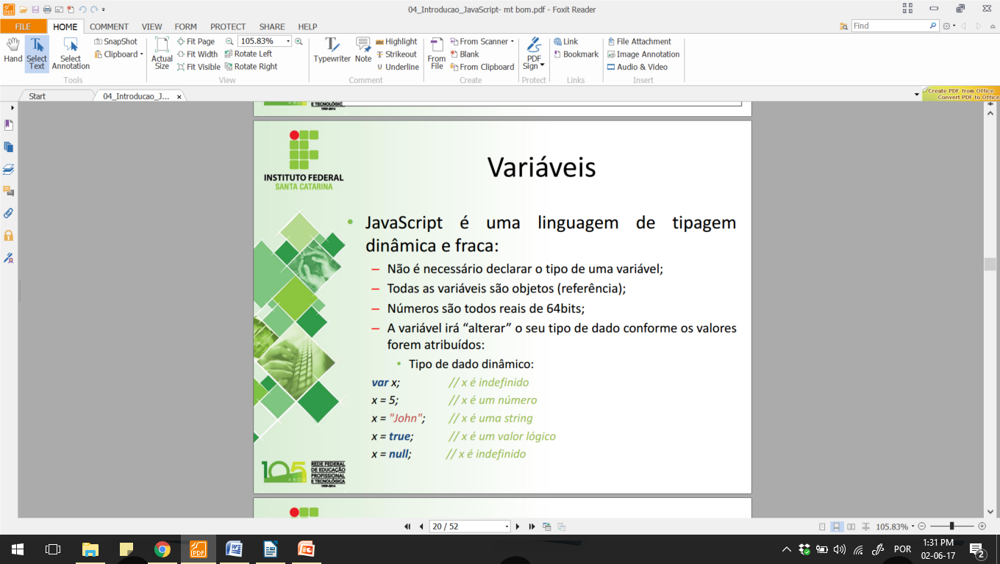 04_Introducao_JavaScript- mt bom.pdf - Foxit Reader
FILE HOME COMMENT VIEW FORM PROTECT SHARE HELP
Find
Hand
Select Text
Select Annotation
SnapShot
Clipboard
Tools
Actual Size
Fit Page
Fit Width
Fit Visible
105.83%
Rotate Left
Rotate Right
View
Typewriter
Note
Highlight
Strikeout
Underline
Comment
From File
From Scanner
Blank
From Clipboard
Create
PDF Sign
Protect
Link
Bookmark
Links
File Attachment
Image Annotation
Audio & Video
Insert
Start
04_Introducao_J...
Create PDF from Office
Convert PDF to Office
ANOS
E TECNOLÓGICA
1909-2014
INSTITUTO FEDERAL
SANTA CATARINA
Variáveis
• JavaScript é uma linguagem de tipagem
dinâmica e fraca:
– Não é necessário declarar o tipo de uma variável;
– Todas as variáveis são objetos (referência);
– Números são todos reais de 64bits;
– A variável irá “alterar” o seu tipo de dado conforme os valores
forem atribuídos:
• Tipo de dado dinâmico:
var x; // x é indefinido
x = 5; // x é um número
x = "John"; // x é uma string
x = true; // x é um valor lógico
x = null; // x é indefinido
105
ANOS
REDE FEDERAL
DE EDUCAÇÃO
PROFISSIONAL
E TECNOLÓGICA
1909-2014
20 / 52
105.83%
PDF
POR
1:31 PM
02-06-17
2